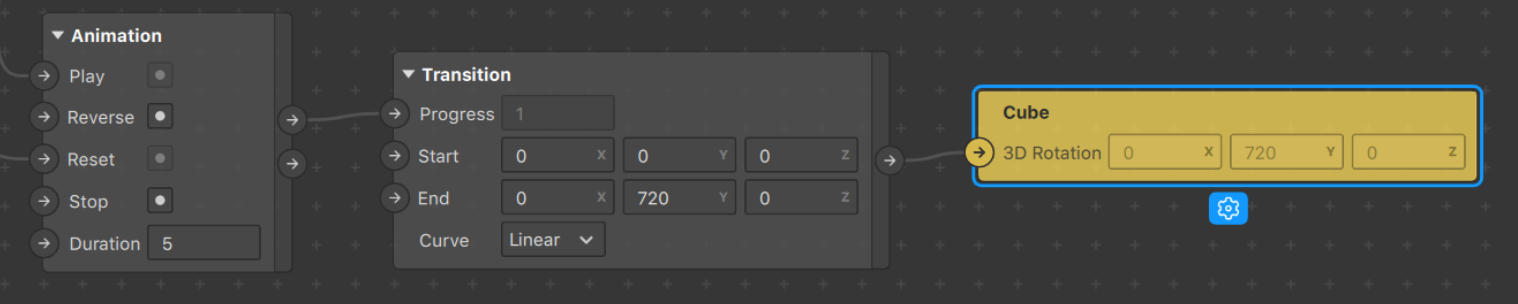 Animation
Play
Reverse
Reset
Stop
Duration 5
Transition
Progress 1
Start 0 X 0 Y 0 Z
End 0 X 720 Y 0 Z
Curve Linear
Cube
3D Rotation 0 X 720 Y 0 Z